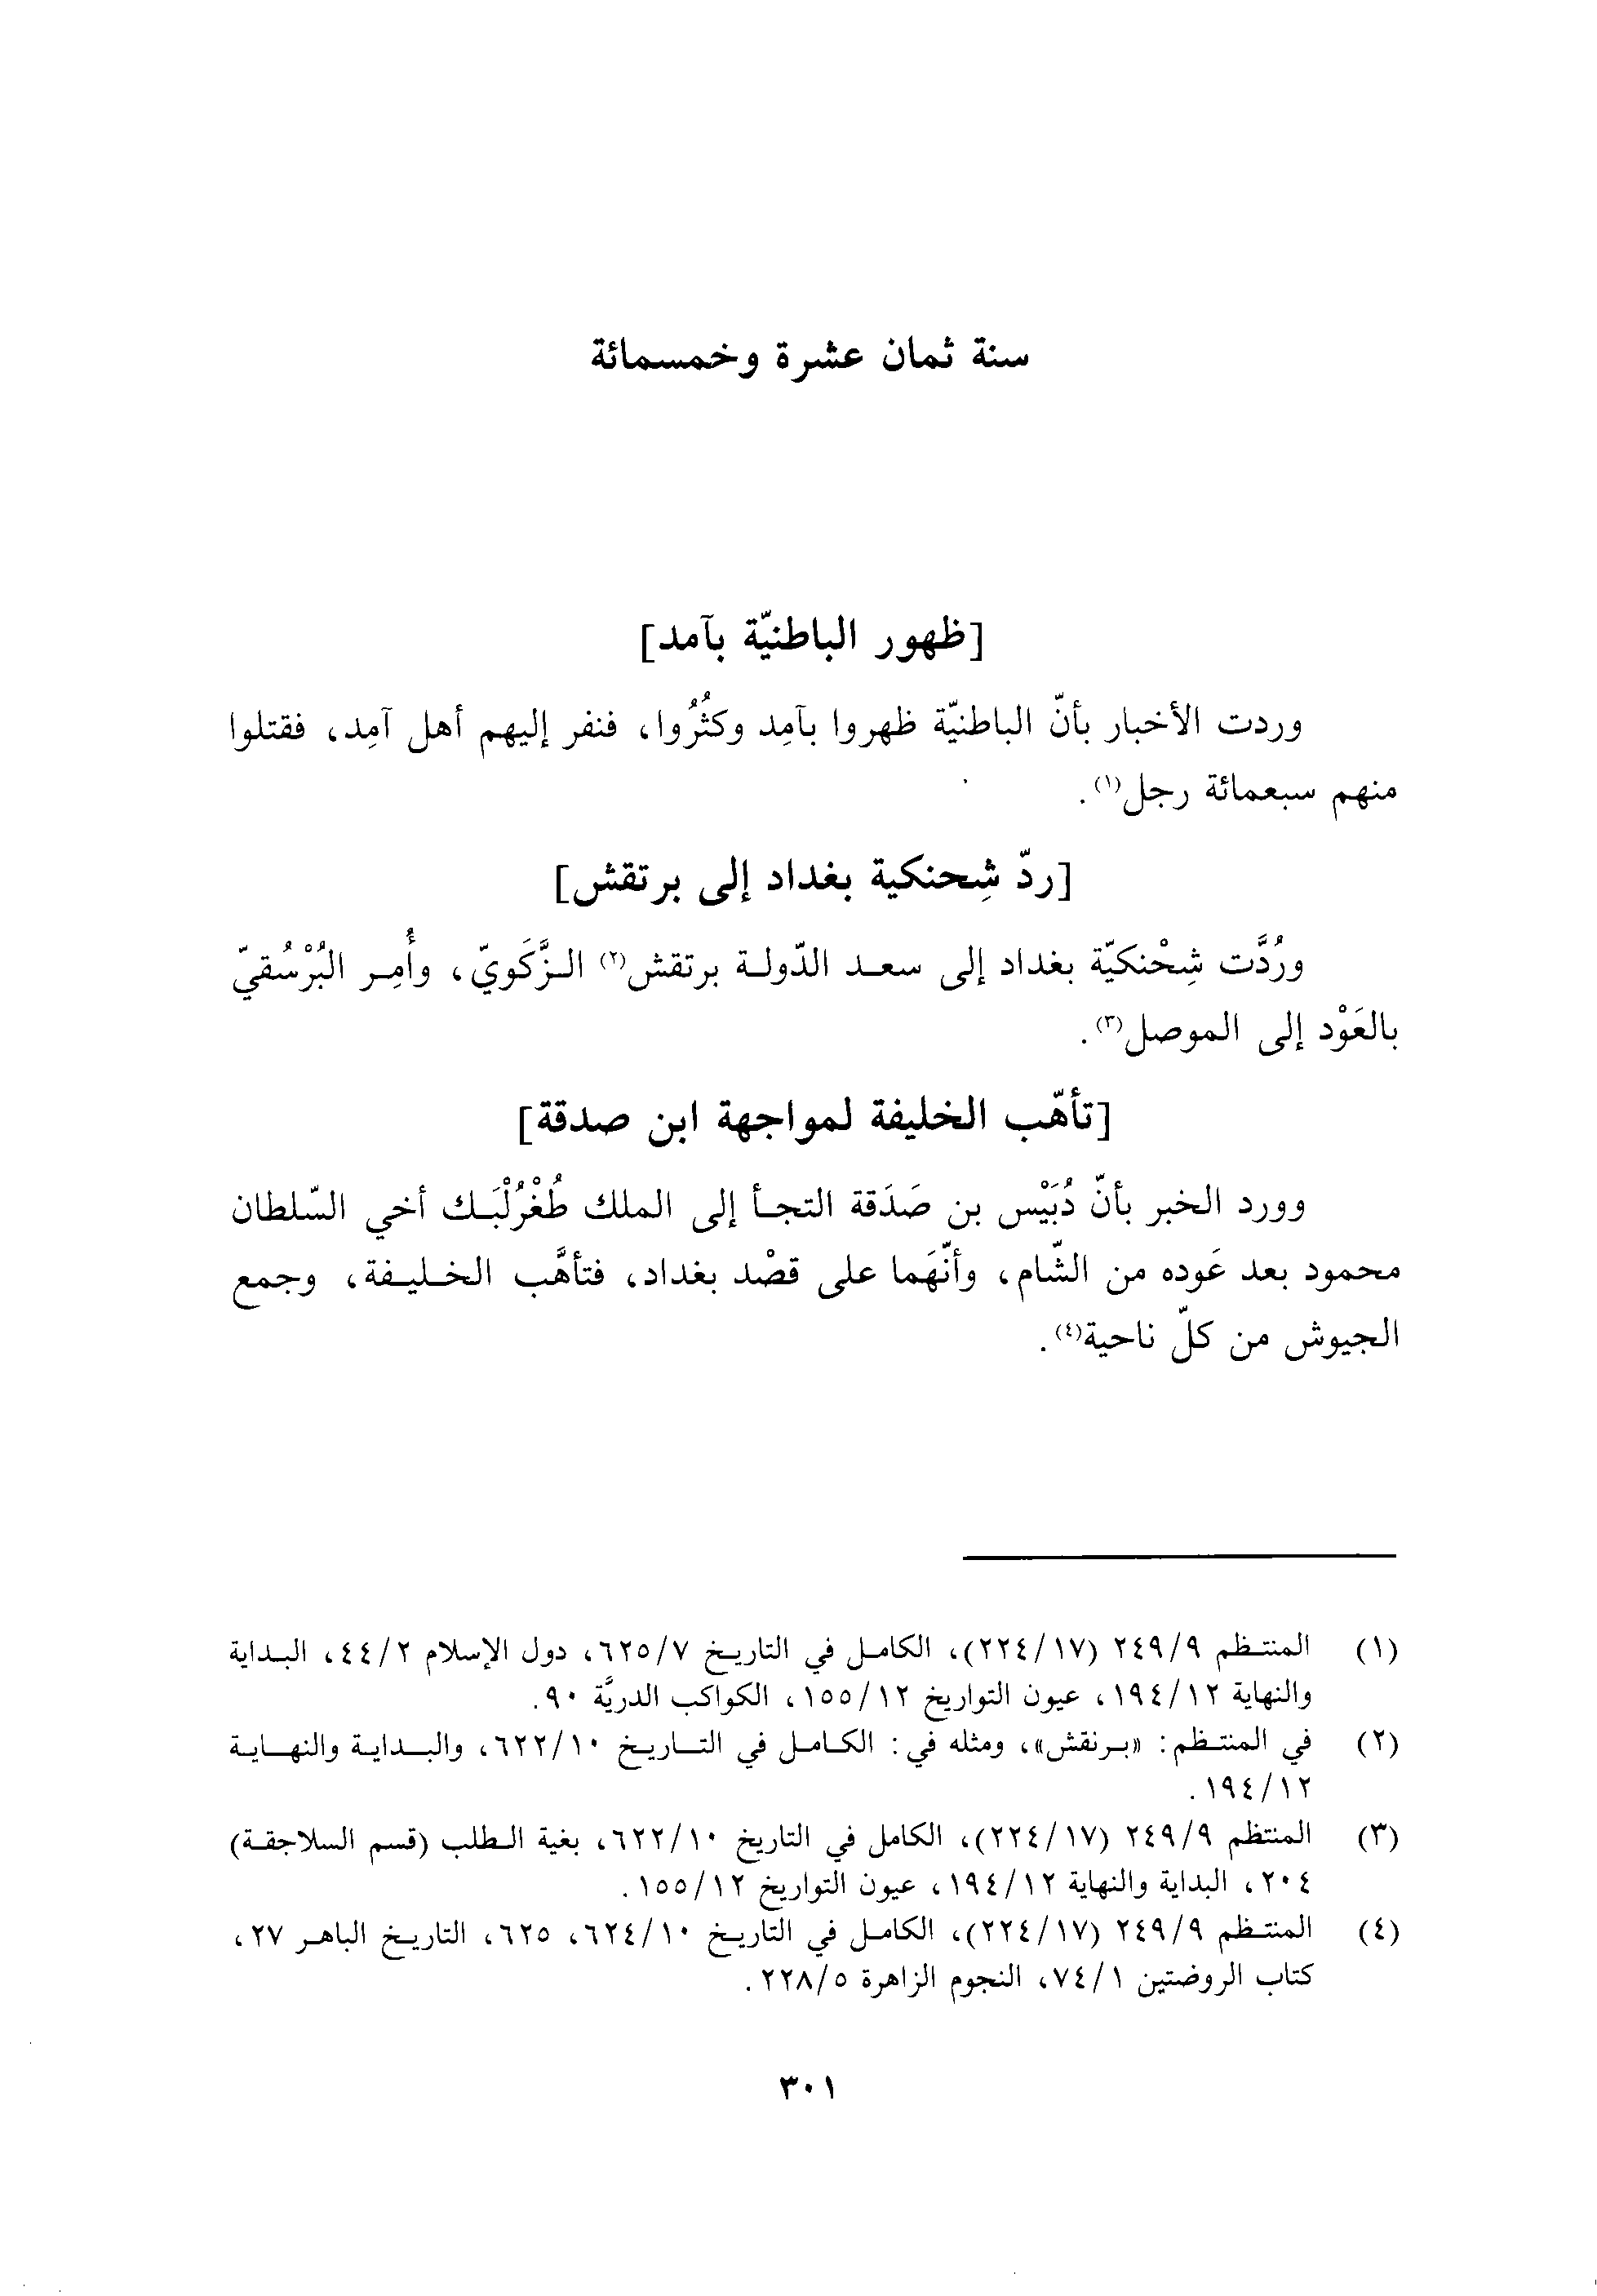 سنة ثمان عشرة وخمسمائة
[ظهور الباطنيّة بآمد]
وردت الأخبار بأنّ الباطنيّة ظهروا بآمِد وكثُرُوا، فنفر إليهم أهل آمِد، فقتلوا
منهم سبعمائة رجل(١).
[ردّ شِحنكية بغداد إلى برتقش]
ورُدَّت شِحْنكيّة بغداد إلى سعد الدّولة برتقش(٢) الزَّكَويّ، وأُمِر البُرْسُقيّ
بالعَوْد إلى الموصل(٣).
[تأهّب الخليفة لمواجهة ابن صدقة]
وورد الخبر بأنّ دُبَيْس بن صَدَقة التجأ إلى الملك طُغْرُلْبَك أخي السّلطان
محمود بعد عَوده من الشّام، وأنّهَما على قصْد بغداد، فتأهَّب الخليفة، وجمع
الجيوش من كلّ ناحية(٤).
(١) المنتظم ٢٤٩/٩ (٢٢٤/١٧)، الكامل في التاريخ ٦٢٥/٧، دول الإسلام ٤٤/٢، البداية
والنهاية ١٩٤/١٢، عيون التواريخ ١٥٥/١٢، الكواكب الدريَّة ٩٠.
(٢) في المنتظم: «برنقش»، ومثله في: الكامل في التاريخ ٦٢٢/١٠، والبداية والنهاية
١٩٤/١٢.
(٣) المنتظم ٢٤٩/٩ (٢٢٤/١٧)، الكامل في التاريخ ٦٢٢/١٠، بغية الطلب (قسم السلاجقة)
٢٠٤، البداية والنهاية ١٩٤/١٢، عيون التواريخ ١٥٥/١٢.
(٤) المنتظم ٢٤٩/٩ (٢٢٤/١٧)، الكامل في التاريخ ٦٢٤/١٠، ٦٢٥، التاريخ الباهر ٢٧،
كتاب الروضتين ٧٤/١، النجوم الزاهرة ٢٢٨/٥.
٣٠١